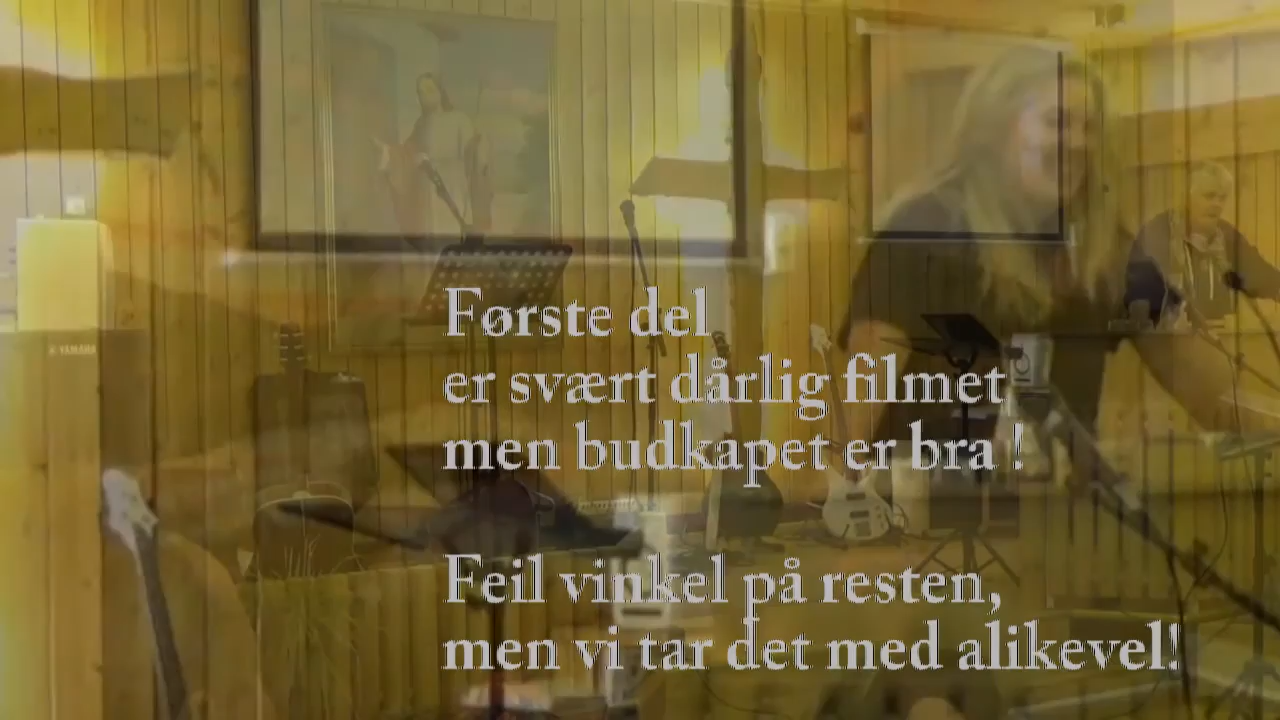 YAMAHA
Første del
er svært dårlig filmet
men budkapet er bra !
Feil vinkel på resten,
men vi tar det med alikevel!